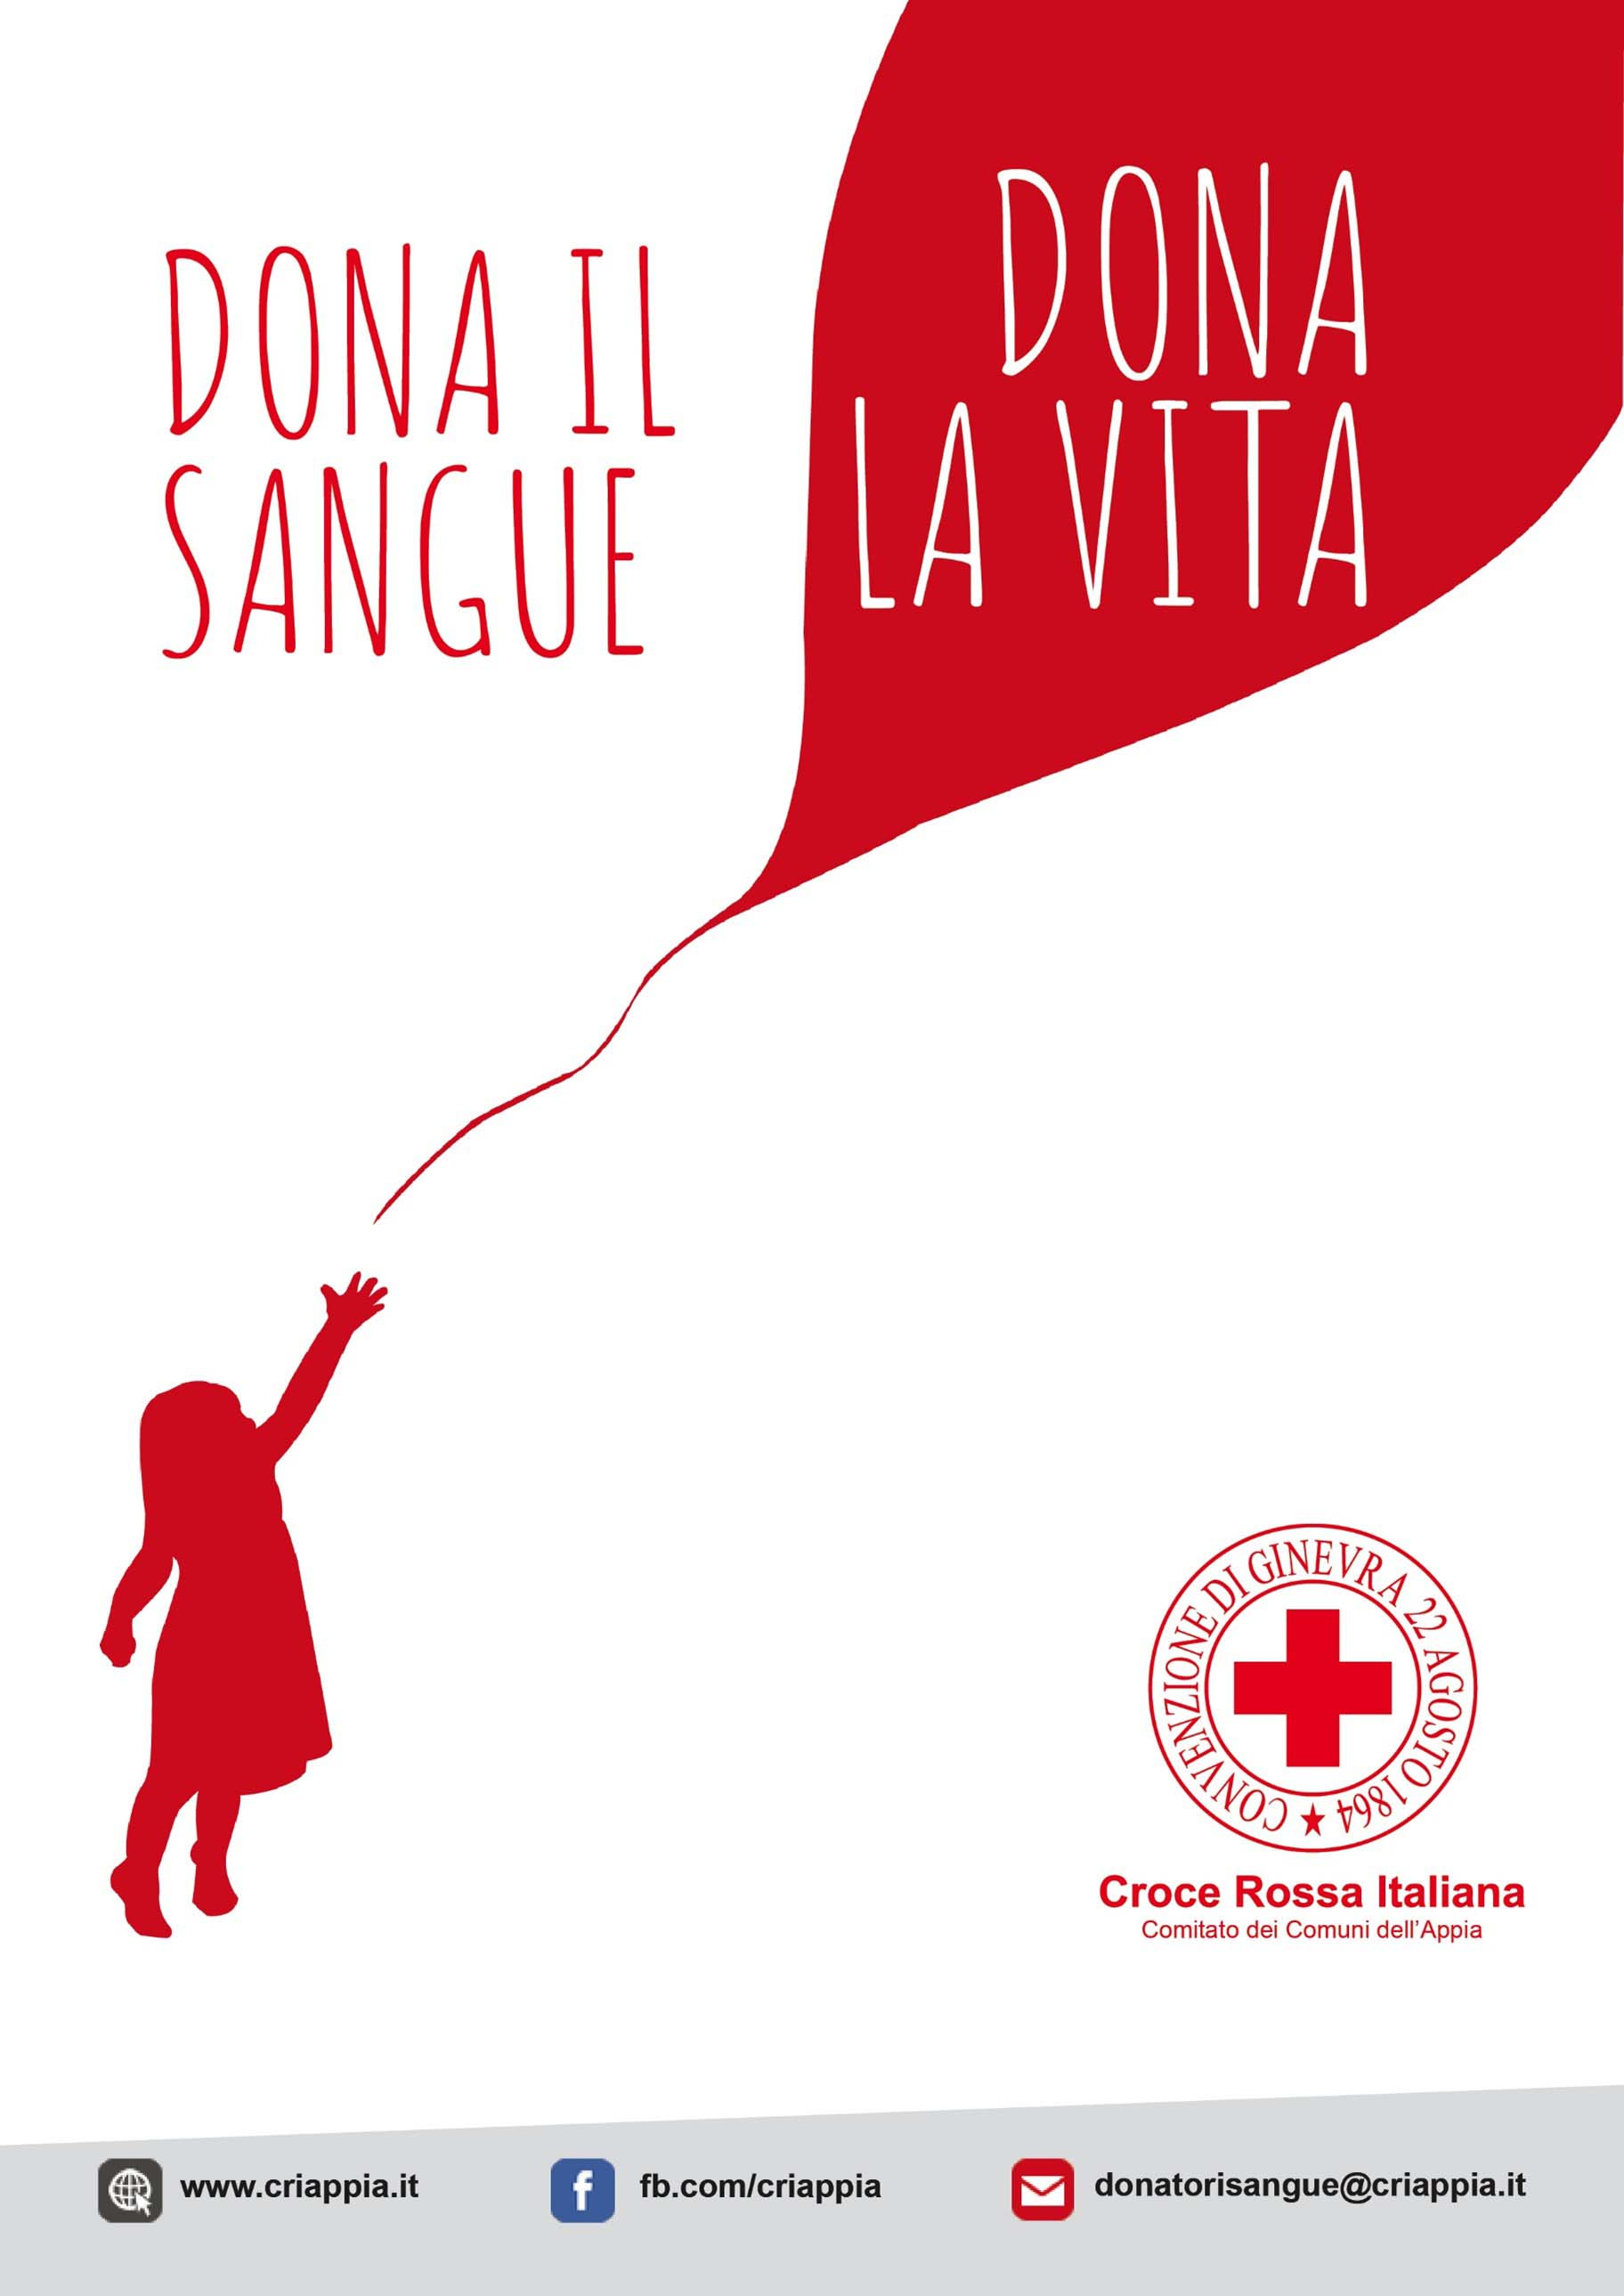 DONA IL
SANGUE
DONA
LA VITA
CONVENZIONE DI GINEVRA 22 AGOSTO 1864
Croce Rossa Italiana
Comitato dei Comuni dell'Appia
www.criappia.it
fb.com/criappia
donatorisangue@criappia.it